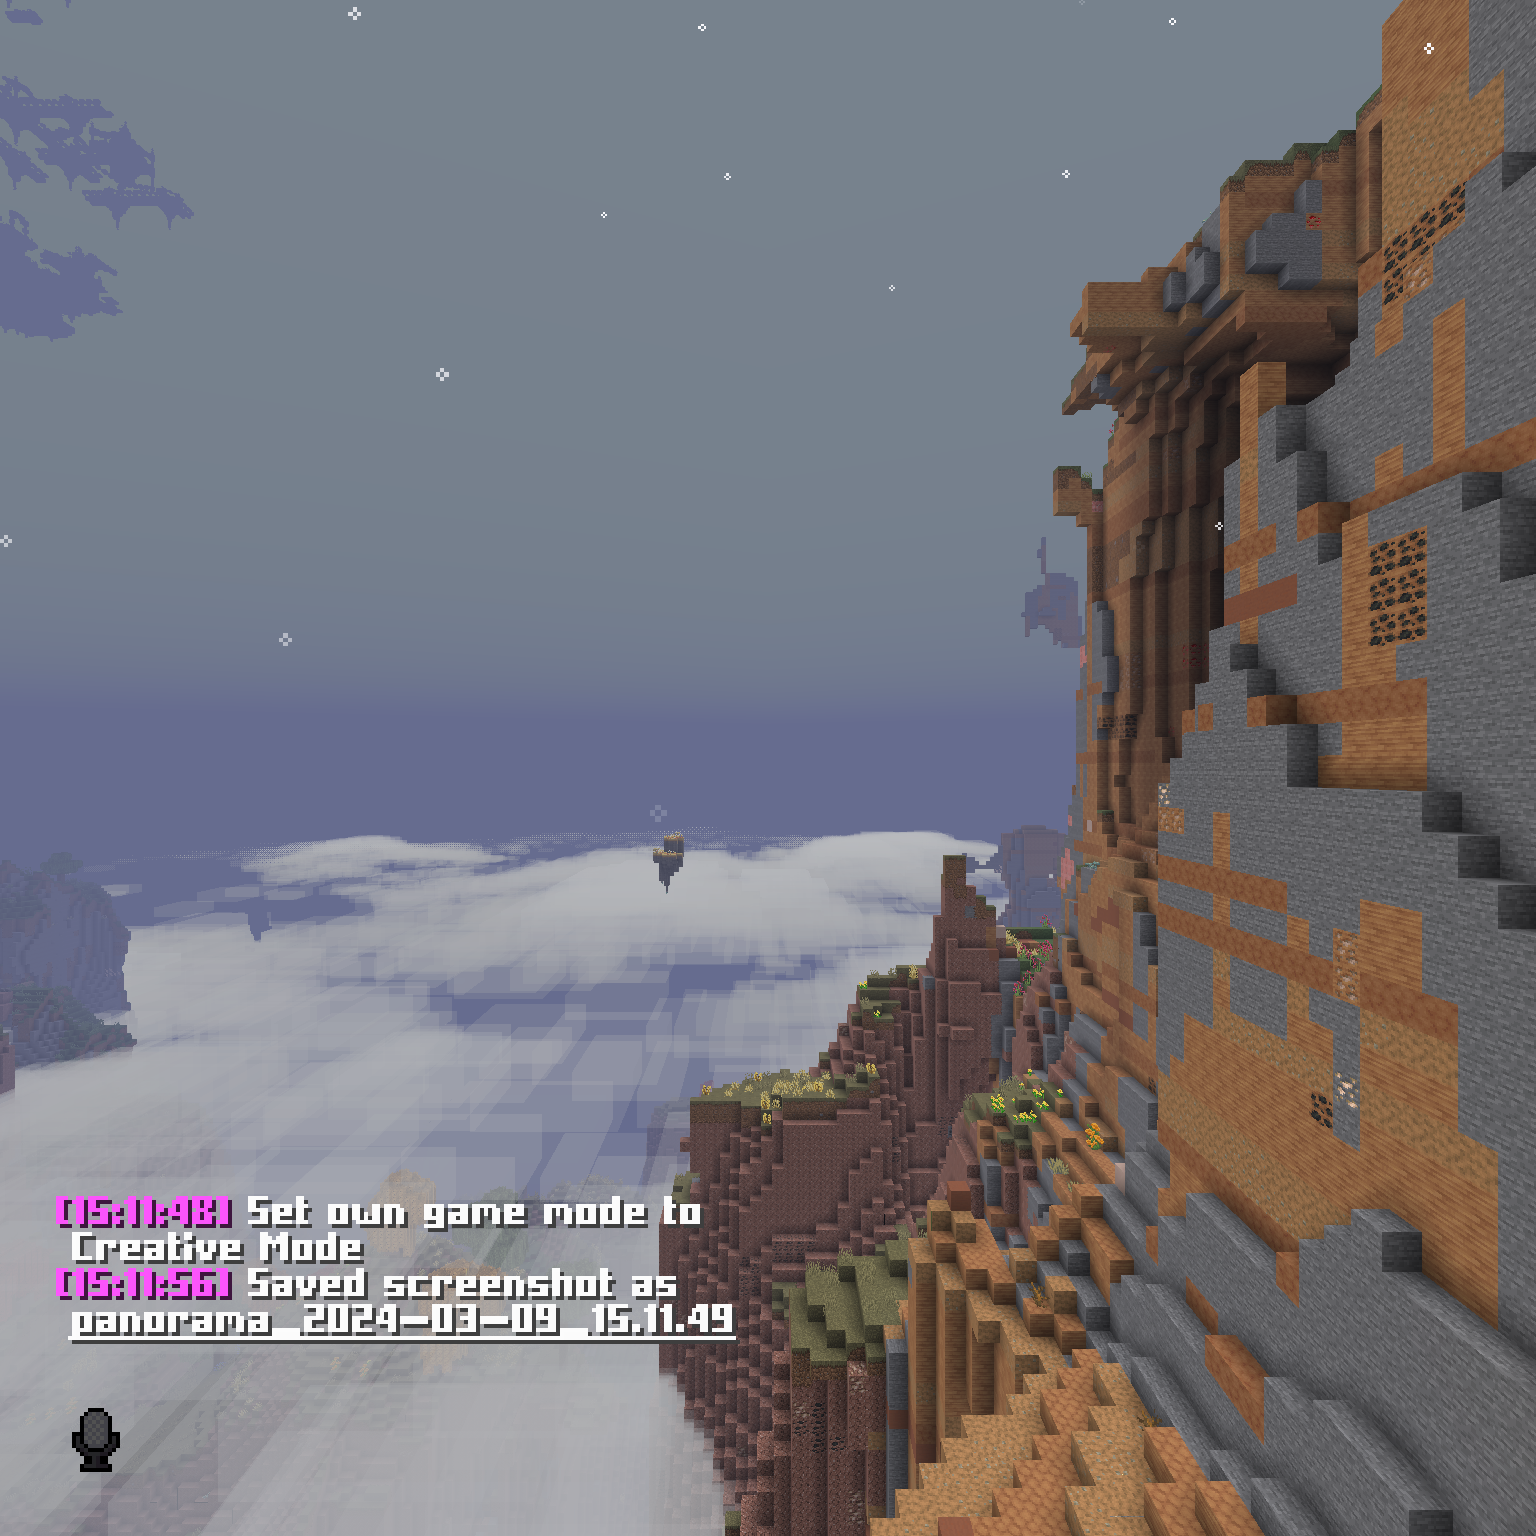 [15:11:48] Set own game mode to
Creative Mode
[15:11:56] Saved screenshot as
panorama_2024-03-09_15.11.49